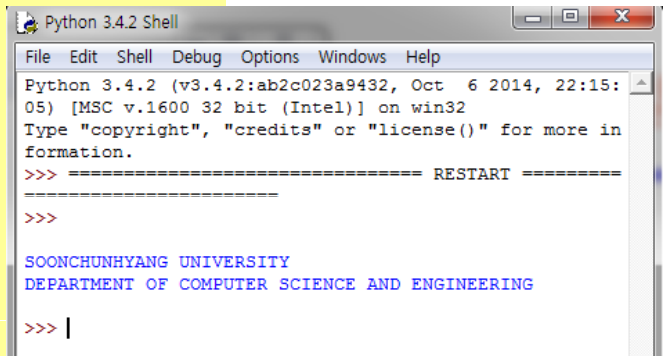 Python 3.4.2 Shell
File Edit Shell Debug Options Windows Help
Python 3.4.2 (v3.4.2:ab2c023a9432, Oct  6 2014, 22:15:
05) [MSC v.1600 32 bit (Intel)] on win32
Type "copyright", "credits" or "license()" for more in
formation.
>>> ================================ RESTART =========
=======================
>>>
SOONCHUNHYANG UNIVERSITY
DEPARTMENT OF COMPUTER SCIENCE AND ENGINEERING
>>>